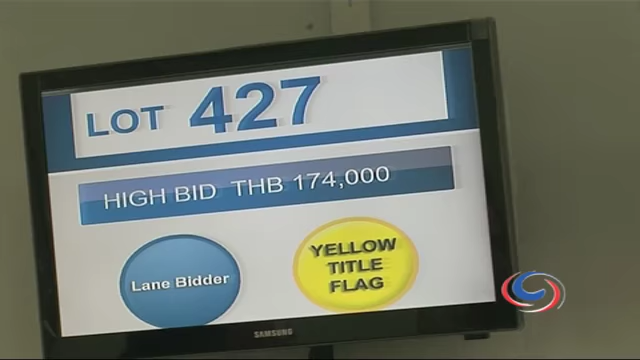 LOT 427
HIGH BID THB 174,000
Lane Bidder
YELLOW
TITLE
FLAG
SAMSUNG